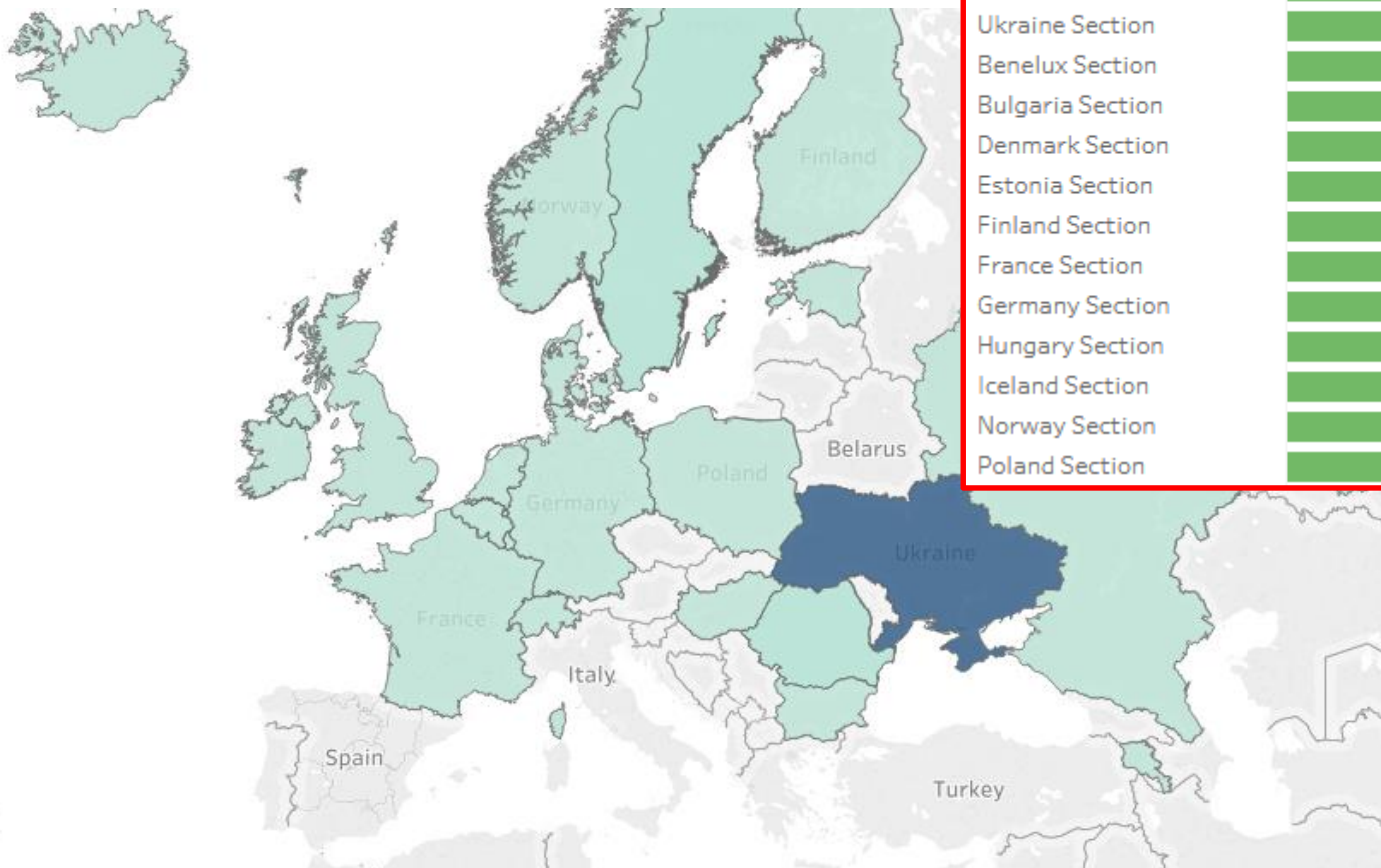 Ukraine Section
Benelux Section
Bulgaria Section
Denmark Section
Estonia Section
Finland Section
France Section
Germany Section
Hungary Section
Iceland Section
Norway Section
Poland Section
Finland
Norway
Belarus
Poland
Germany
Ukraine
France
Italy
Spain
Turkey